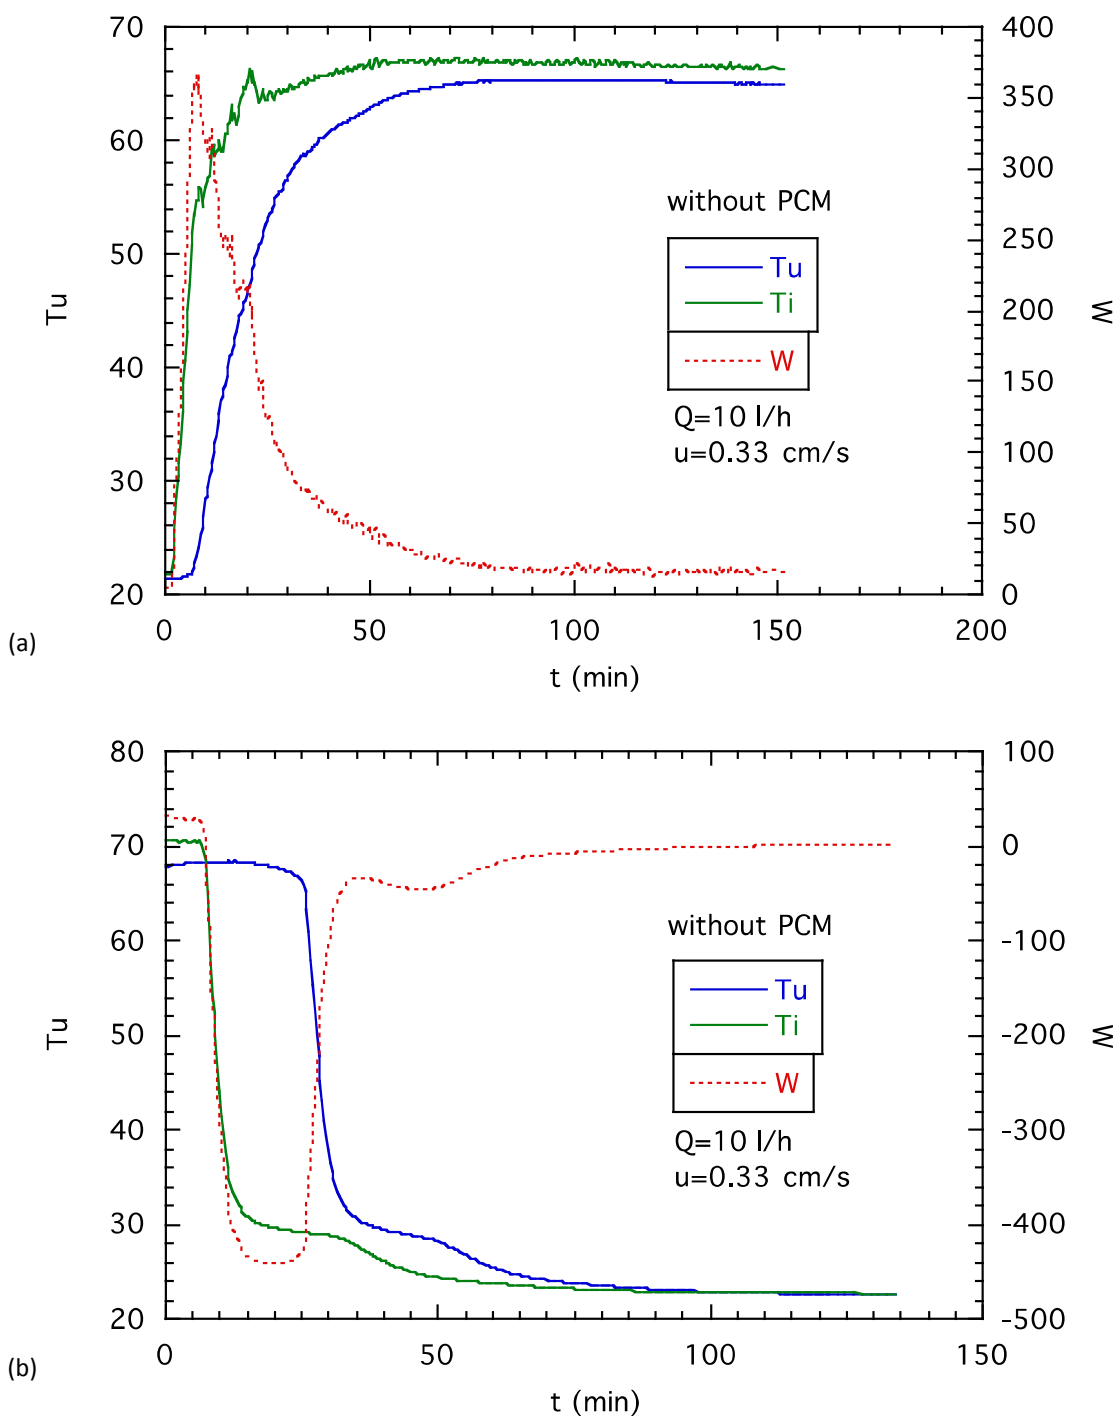 70
60
50
40
30
20
Tu
400
350
300
250
200
150
100
50
0
W
without PCM
Tu
Ti
W
Q=10 l/h
u=0.33 cm/s
0
50
100
150
200
t (min)
(a)
80
70
60
50
40
30
20
Tu
100
0
-100
-200
-300
-400
-500
W
without PCM
Tu
Ti
W
Q=10 l/h
u=0.33 cm/s
0
50
100
150
t (min)
(b)